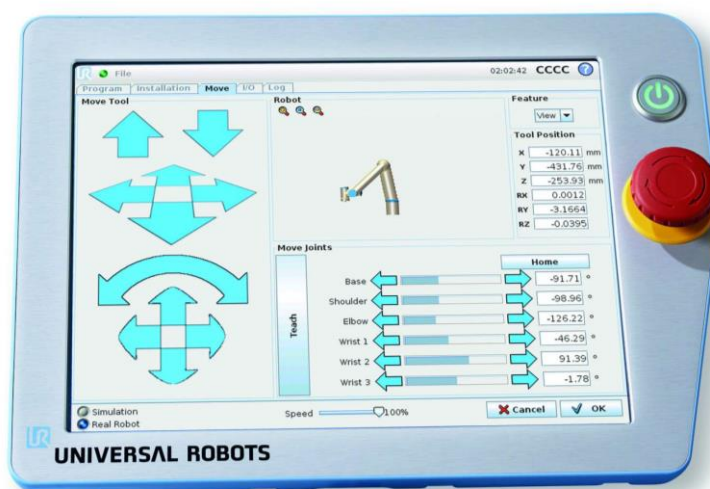 File
02:02:42 CCCC ?
Program Installation Move I/O Log
Move Tool
Robot
Feature
View
Tool Position
X -120.11 mm
Y -431.76 mm
Z -253.93 mm
RX 0.0012
RY -3.1664
RZ -0.0395
Move Joints
Home
Teach
Base -91.71 °
Shoulder -98.96 °
Elbow -126.22 °
Wrist 1 -46.29 °
Wrist 2 91.39 °
Wrist 3 -1.78 °
Simulation
Real Robot
Speed 100%
Cancel OK
UR
UNIVERSAL ROBOTS